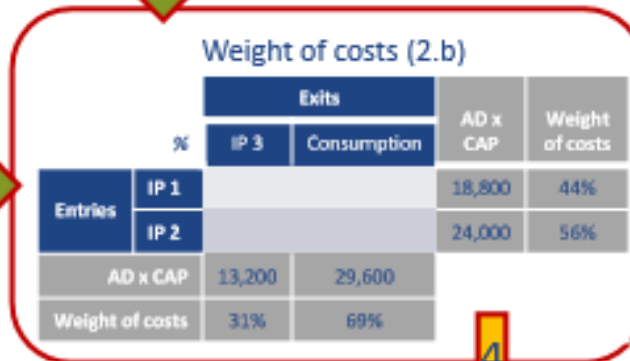 Weight of costs (2.b)
Exits
AD x CAP
Weight of costs
%
IP 3
Consumption
Entries
IP 1
18,800
44%
IP 2
24,000
56%
AD x CAP
13,200
29,600
Weight of costs
31%
69%
4